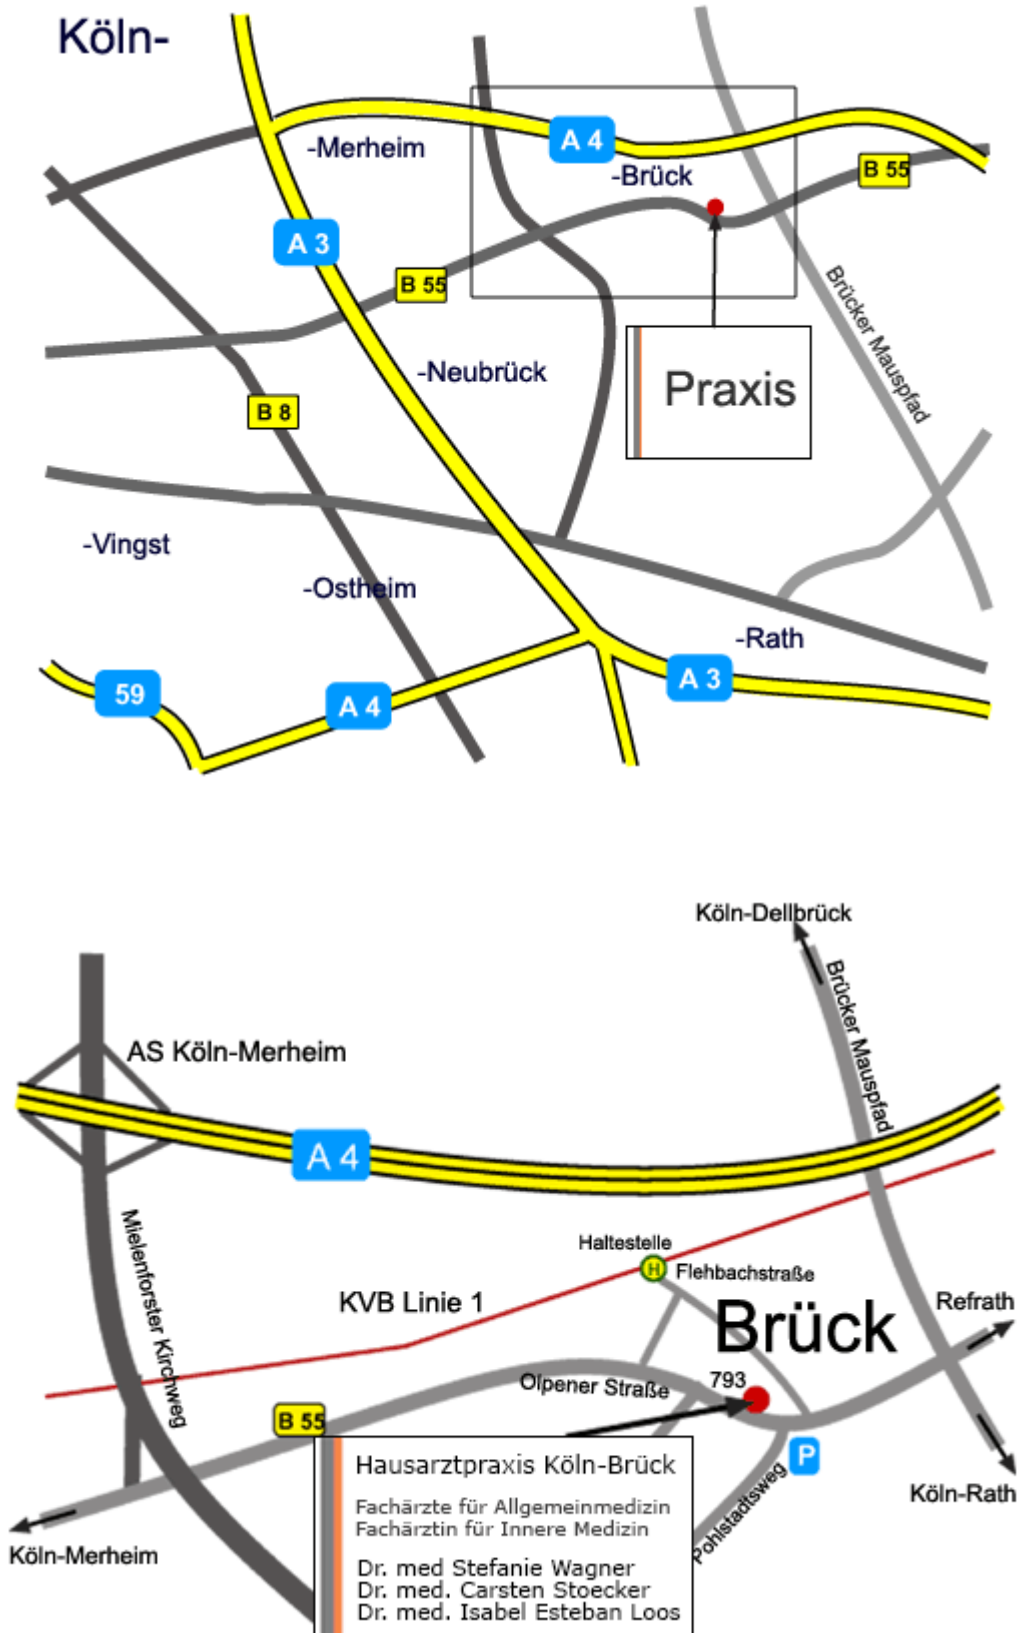 Köln-
A 4
-Merheim
-Brück
B 55
A 3
B 55
Brücker Mauspfad
-Neubrück
Praxis
B 8
-Vingst
-Ostheim
-Rath
59
A 4
A 3
Köln-Dellbrück
Brücker Mauspfad
AS Köln-Merheim
A 4
Mielenforster Kirchweg
Haltestelle
H
Flehbachstraße
KVB Linie 1
Brück
Refrath
793
Olpener Straße
B 55
P
Pohlstadtsweg
Köln-Rath
Köln-Merheim
Hausarztpraxis Köln-Brück
Fachärzte für Allgemeinmedizin
Fachärztin für Innere Medizin
Dr. med Stefanie Wagner
Dr. med. Carsten Stoecker
Dr. med. Isabel Esteban Loos